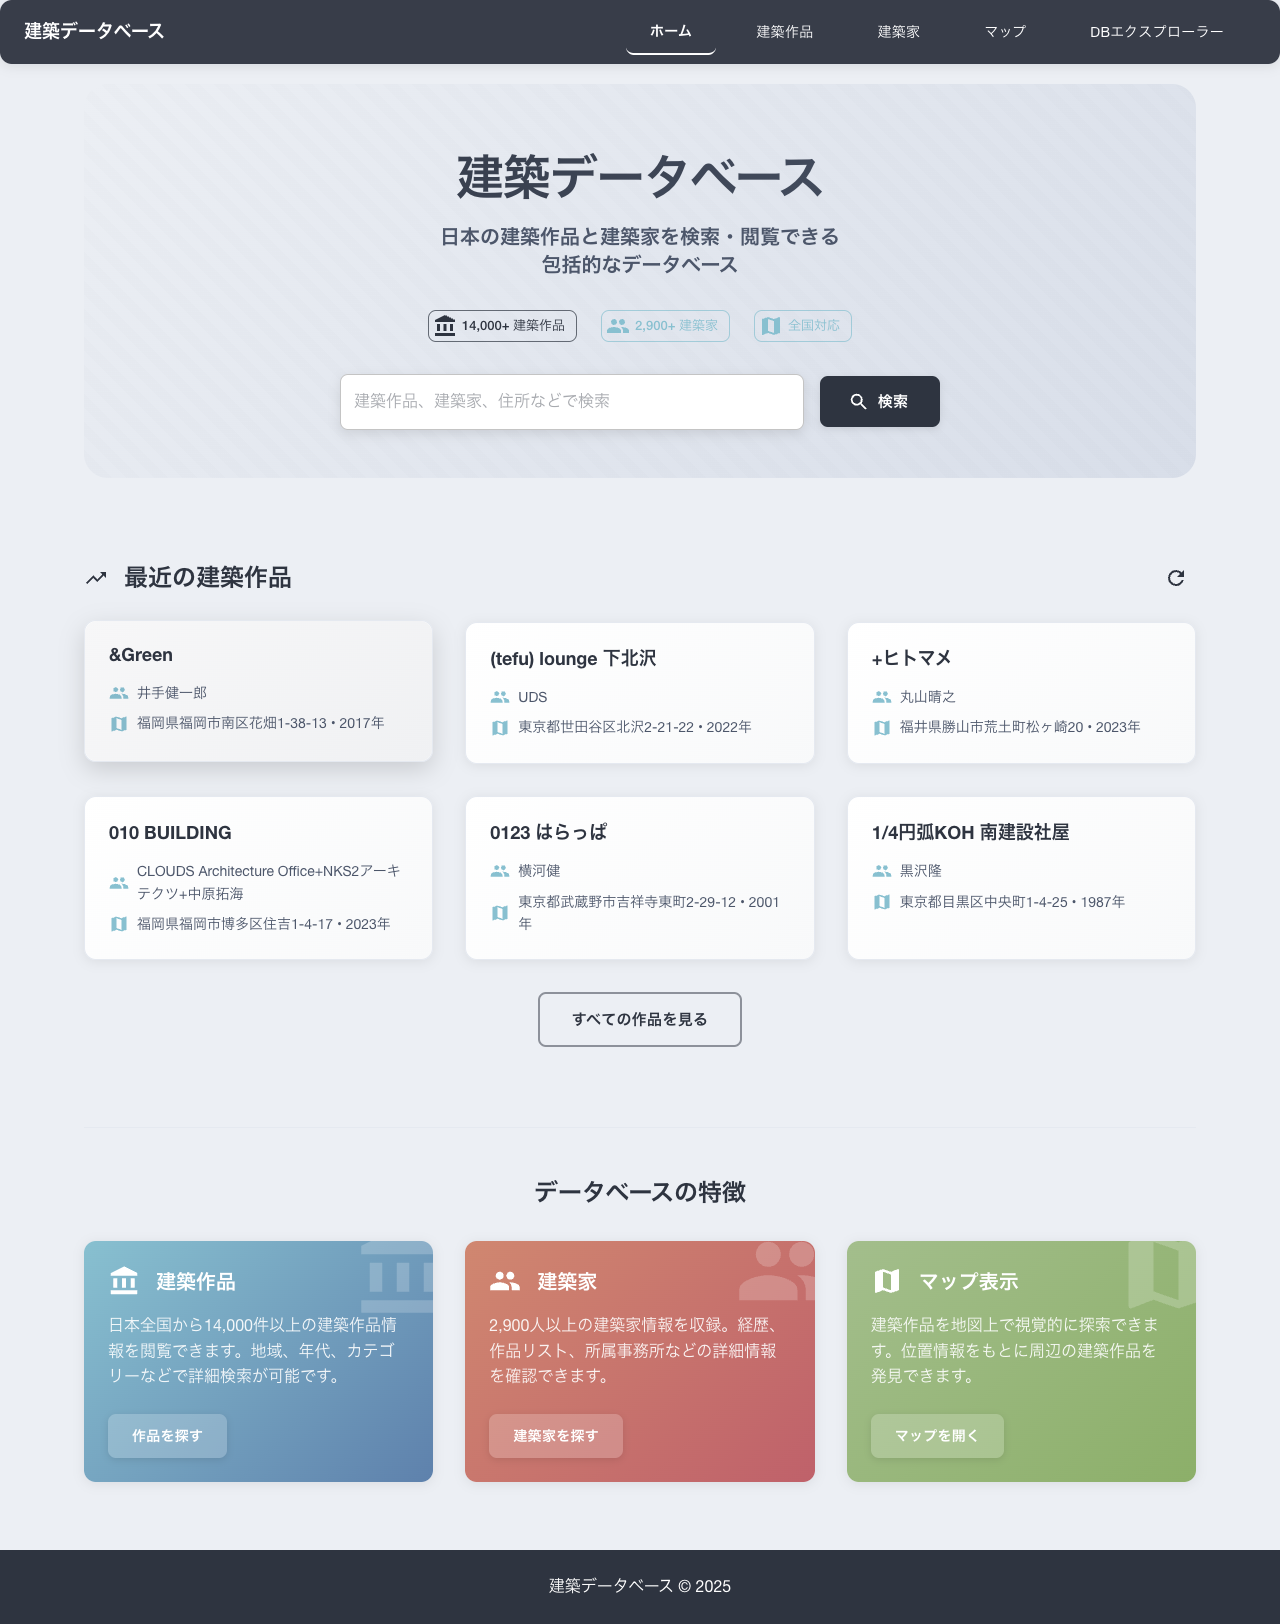 建築データベース
ホーム
建築作品
建築家
マップ
DBエクスプローラー
建築データベース
日本の建築作品と建築家を検索・閲覧できる
包括的なデータベース
14,000+ 建築作品
2,900+ 建築家
全国対応
建築作品、建築家、住所などで検索
検索
最近の建築作品
&Green
井手健一郎
福岡県福岡市南区花畑1-38-13 • 2017年
(tefu) lounge 下北沢
UDS
東京都世田谷区北沢2-21-22 • 2022年
+ヒトマメ
丸山晴之
福井県勝山市荒土町松ヶ崎20 • 2023年
010 BUILDING
CLOUDS Architecture Office+NKS2アーキ
テクツ+中原拓海
福岡県福岡市博多区住吉1-4-17 • 2023年
0123 はらっぱ
横河健
東京都武蔵野市吉祥寺東町2-29-12 • 2001
年
1/4円弧KOH 南建設社屋
黒沢隆
東京都目黒区中央町1-4-25 • 1987年
すべての作品を見る
データベースの特徴
建築作品
日本全国から14,000件以上の建築作品情
報を閲覧できます。地域、年代、カテゴ
リーなどで詳細検索が可能です。
作品を探す
建築家
2,900人以上の建築家情報を収録。経歴、
作品リスト、所属事務所などの詳細情報
を確認できます。
建築家を探す
マップ表示
建築作品を地図上で視覚的に探索できま
す。位置情報をもとに周辺の建築作品を
発見できます。
マップを開く
建築データベース © 2025